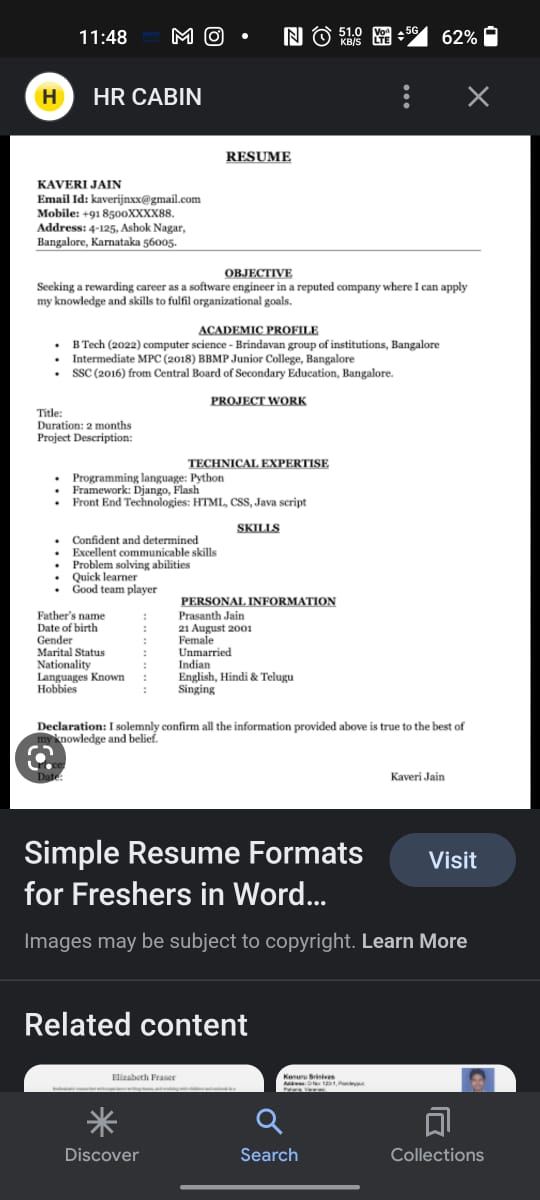 11:48
51.0
KB/S
Vo
LTE
5G
62%
H
HR CABIN
RESUME
KAVERI JAIN
Email Id: kaverijnxx@gmail.com
Mobile: +91 8500XXXX88.
Address: 4-125, Ashok Nagar,
Bangalore, Karnataka 56005.
OBJECTIVE
Seeking a rewarding career as a software engineer in a reputed company where I can apply
my knowledge and skills to fulfil organizational goals.
ACADEMIC PROFILE
• B Tech (2022) computer science - Brindavan group of institutions, Bangalore
• Intermediate MPC (2018) BBMP Junior College, Bangalore
• SSC (2016) from Central Board of Secondary Education, Bangalore.
PROJECT WORK
Title:
Duration: 2 months
Project Description:
TECHNICAL EXPERTISE
• Programming language: Python
• Framework: Django, Flash
• Front End Technologies: HTML, CSS, Java script
SKILLS
• Confident and determined
• Excellent communicable skills
• Problem solving abilities
• Quick learner
• Good team player
PERSONAL INFORMATION
Father's name : Prasanth Jain
Date of birth : 21 August 2001
Gender : Female
Marital Status : Unmarried
Nationality : Indian
Languages Known : English, Hindi & Telugu
Hobbies : Singing
Declaration: I solemnly confirm all the information provided above is true to the best of
my knowledge and belief.
Place:
Date: Kaveri Jain
Simple Resume Formats
for Freshers in Word...
Visit
Images may be subject to copyright. Learn More
Related content
Elizabeth Fraser
Konuru Srinivas
Discover
Search
Collections